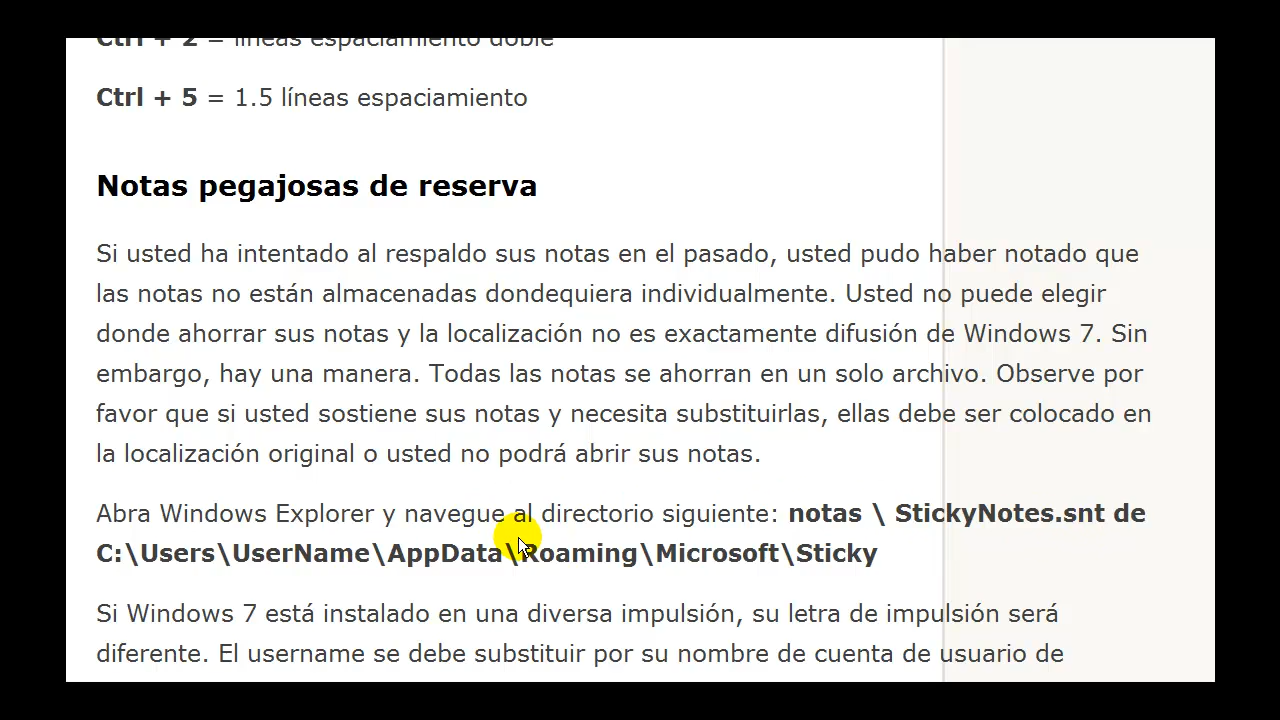 Ctrl + 2 = líneas espaciamiento doble
Ctrl + 5 = 1.5 líneas espaciamiento
Notas pegajosas de reserva
Si usted ha intentado al respaldo sus notas en el pasado, usted pudo haber notado que
las notas no están almacenadas dondequiera individualmente. Usted no puede elegir
donde ahorrar sus notas y la localización no es exactamente difusión de Windows 7. Sin
embargo, hay una manera. Todas las notas se ahorran en un solo archivo. Observe por
favor que si usted sostiene sus notas y necesita substituirlas, ellas debe ser colocado en
la localización original o usted no podrá abrir sus notas.
Abra Windows Explorer y navegue al directorio siguiente: notas \ StickyNotes.snt de
C:\Users\UserName\AppData\Roaming\Microsoft\Sticky
Si Windows 7 está instalado en una diversa impulsión, su letra de impulsión será
diferente. El username se debe substituir por su nombre de cuenta de usuario de